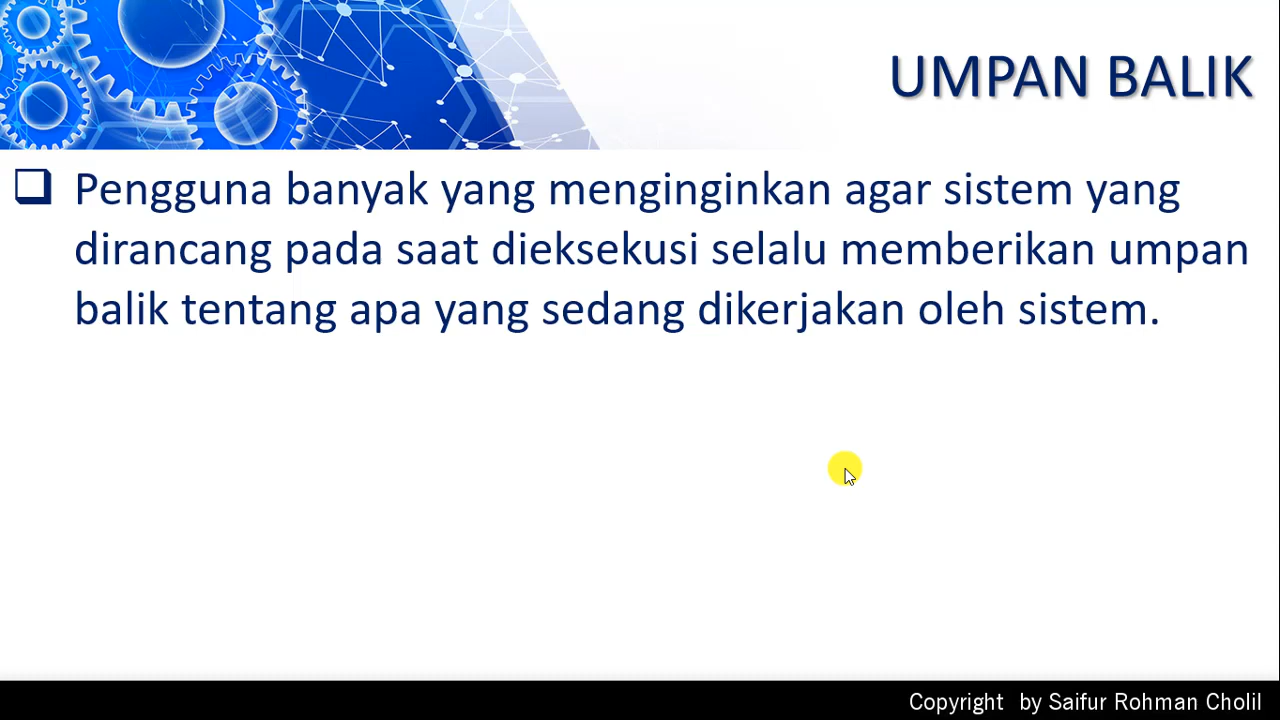 UMPAN BALIK
Pengguna banyak yang menginginkan agar sistem yang
dirancang pada saat dieksekusi selalu memberikan umpan
balik tentang apa yang sedang dikerjakan oleh sistem.
Copyright by Saifur Rohman Cholil